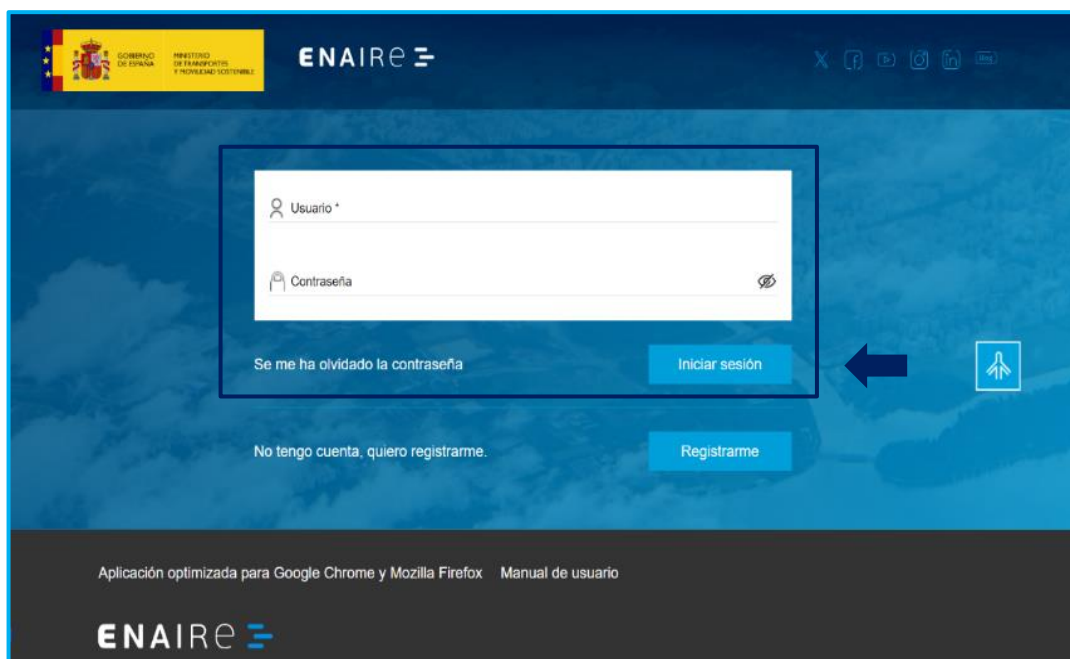 GOBIERNO
DE ESPAÑA
MINISTERIO
DE TRANSPORTES
Y MOVILIDAD SOSTENIBLE
ENAIRe
Blog
Usuario *
Contraseña
Se me ha olvidado la contraseña
Iniciar sesión
No tengo cuenta, quiero registrarme.
Registrarme
Aplicación optimizada para Google Chrome y Mozilla Firefox Manual de usuario
ENAIRe